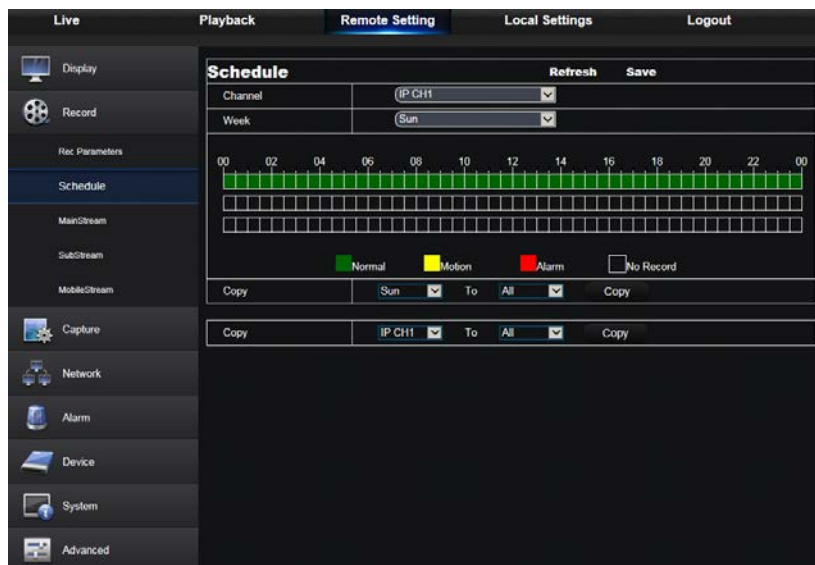 Live Playback Remote Setting Local Settings Logout
Display
Record
Rec Parameters
Schedule
MainStream
SubStream
MobileStream
Capture
Network
Alarm
Device
System
Advanced
Schedule Refresh Save
Channel IP CH1
Week Sun
00 02 04 06 08 10 12 14 16 18 20 22 00
Normal Motion Alarm No Record
Copy Sun To All Copy
Copy IP CH1 To All Copy